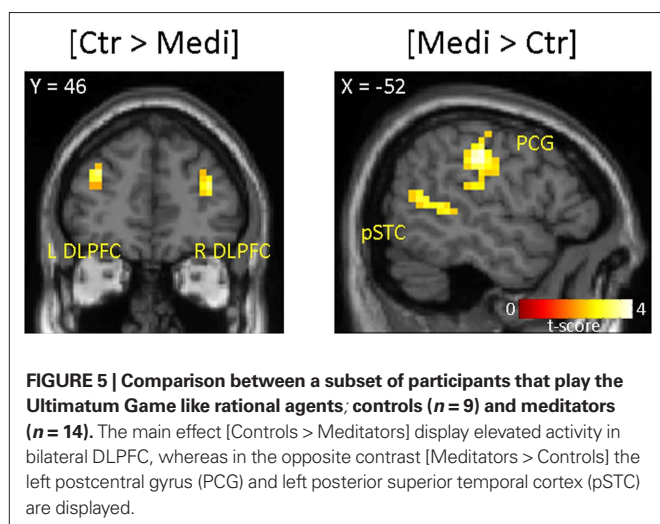 [Ctr > Medi]
[Medi > Ctr]
Y = 46
X = -52
PCG
pSTC
L DLPFC
R DLPFC
0
4
t-score
FIGURE 5 | Comparison between a subset of participants that play the
Ultimatum Game like rational agents; controls (n = 9) and meditators
(n = 14). The main effect [Controls > Meditators] display elevated activity in
bilateral DLPFC, whereas in the opposite contrast [Meditators > Controls] the
left postcentral gyrus (PCG) and left posterior superior temporal cortex (pSTC)
are displayed.